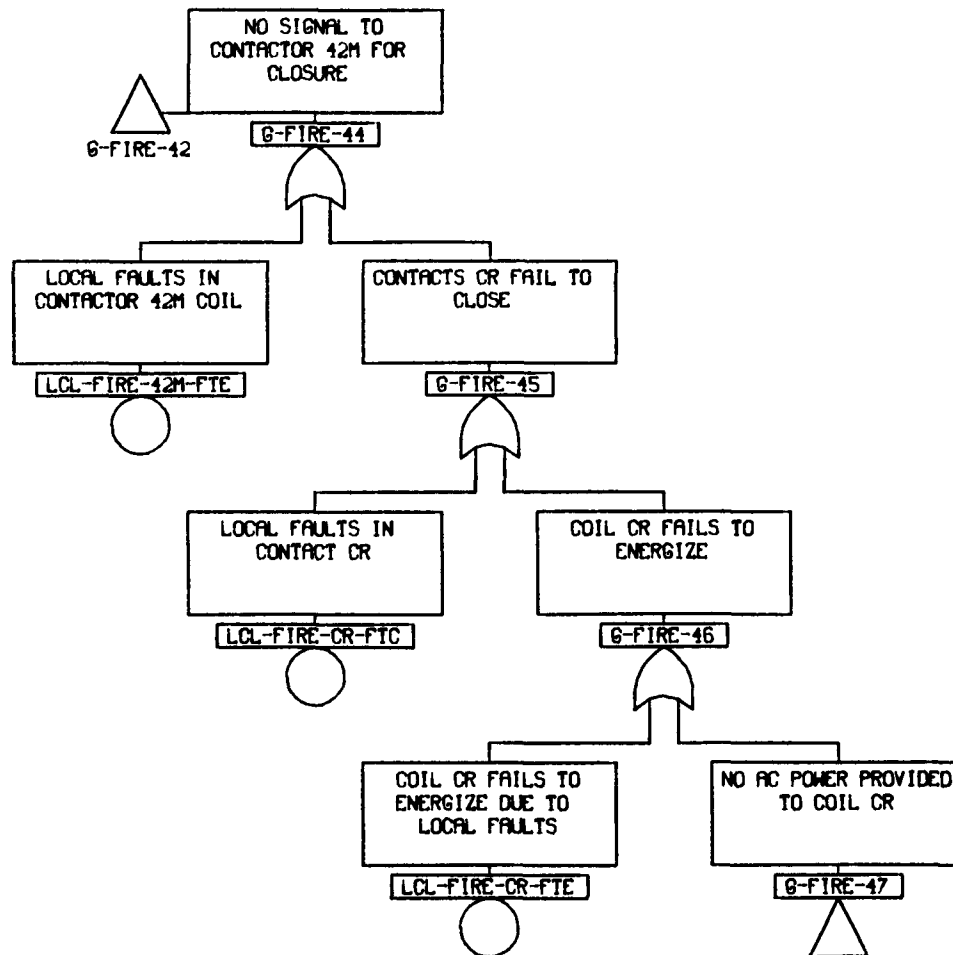 NO SIGNAL TO
CONTACTOR 42M FOR
CLOSURE
G-FIRE-42
G-FIRE-44
LOCAL FAULTS IN
CONTACTOR 42M COIL
LCL-FIRE-42M-FTE
CONTACTS CR FAIL TO
CLOSE
G-FIRE-45
LOCAL FAULTS IN
CONTACT CR
LCL-FIRE-CR-FTC
COIL CR FAILS TO
ENERGIZE
G-FIRE-46
COIL CR FAILS TO
ENERGIZE DUE TO
LOCAL FAULTS
LCL-FIRE-CR-FTE
NO AC POWER PROVIDED
TO COIL CR
G-FIRE-47